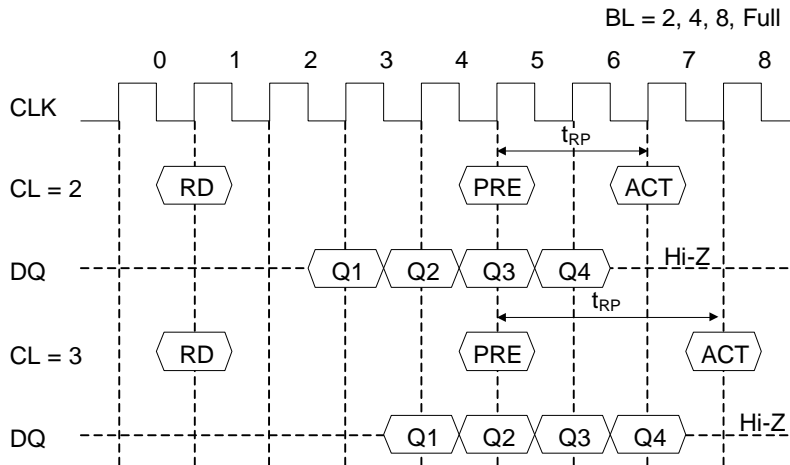 BL = 2, 4, 8, Full
0 1 2 3 4 5 6 7 8
CLK
tRP
CL = 2 RD PRE ACT
DQ Q1 Q2 Q3 Q4 Hi-Z
tRP
CL = 3 RD PRE ACT
DQ Q1 Q2 Q3 Q4 Hi-Z